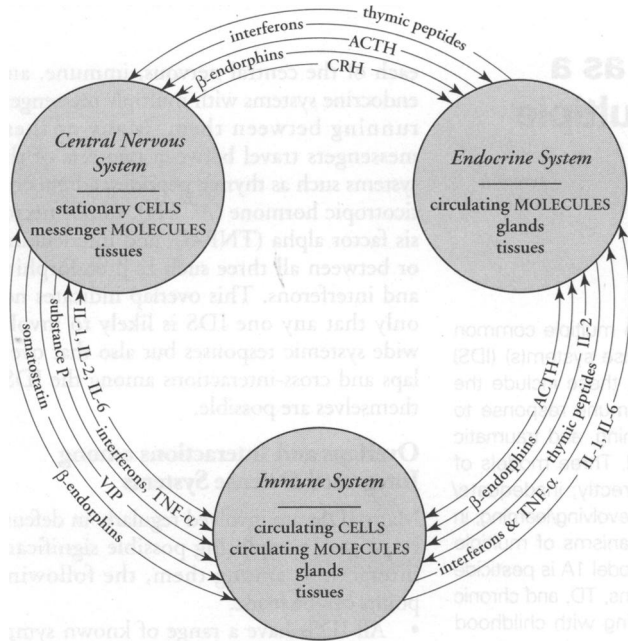 thymic peptides
interferons
ACTH
β-endorphins
CRH
Central Nervous
System
stationary CELLS
messenger MOLECULES
tissues
Endocrine System
circulating MOLECULES
glands
tissues
IL-1, IL-2, IL-6
substance P
somatostatin
interferons, TNF-α
VIP
β-endorphins
IL-2
ACTH
thymic peptides
β-endorphins
IL-1, IL-6
interferons & TNF-α
Immune System
circulating CELLS
circulating MOLECULES
glands
tissues